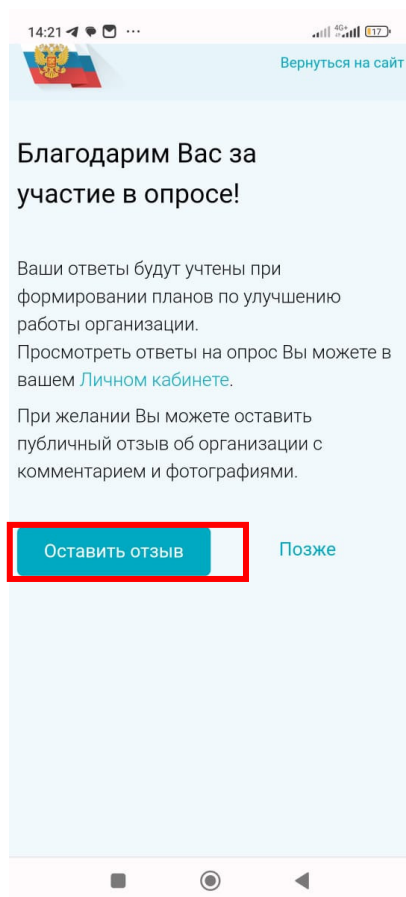 14:21 ... 4G+ 17
Вернуться на сайт
Благодарим Вас за
участие в опросе!
Ваши ответы будут учтены при
формировании планов по улучшению
работы организации.
Просмотреть ответы на опрос Вы можете в
вашем Личном кабинете.
При желании Вы можете оставить
публичный отзыв об организации с
комментарием и фотографиями.
Оставить отзыв Позже